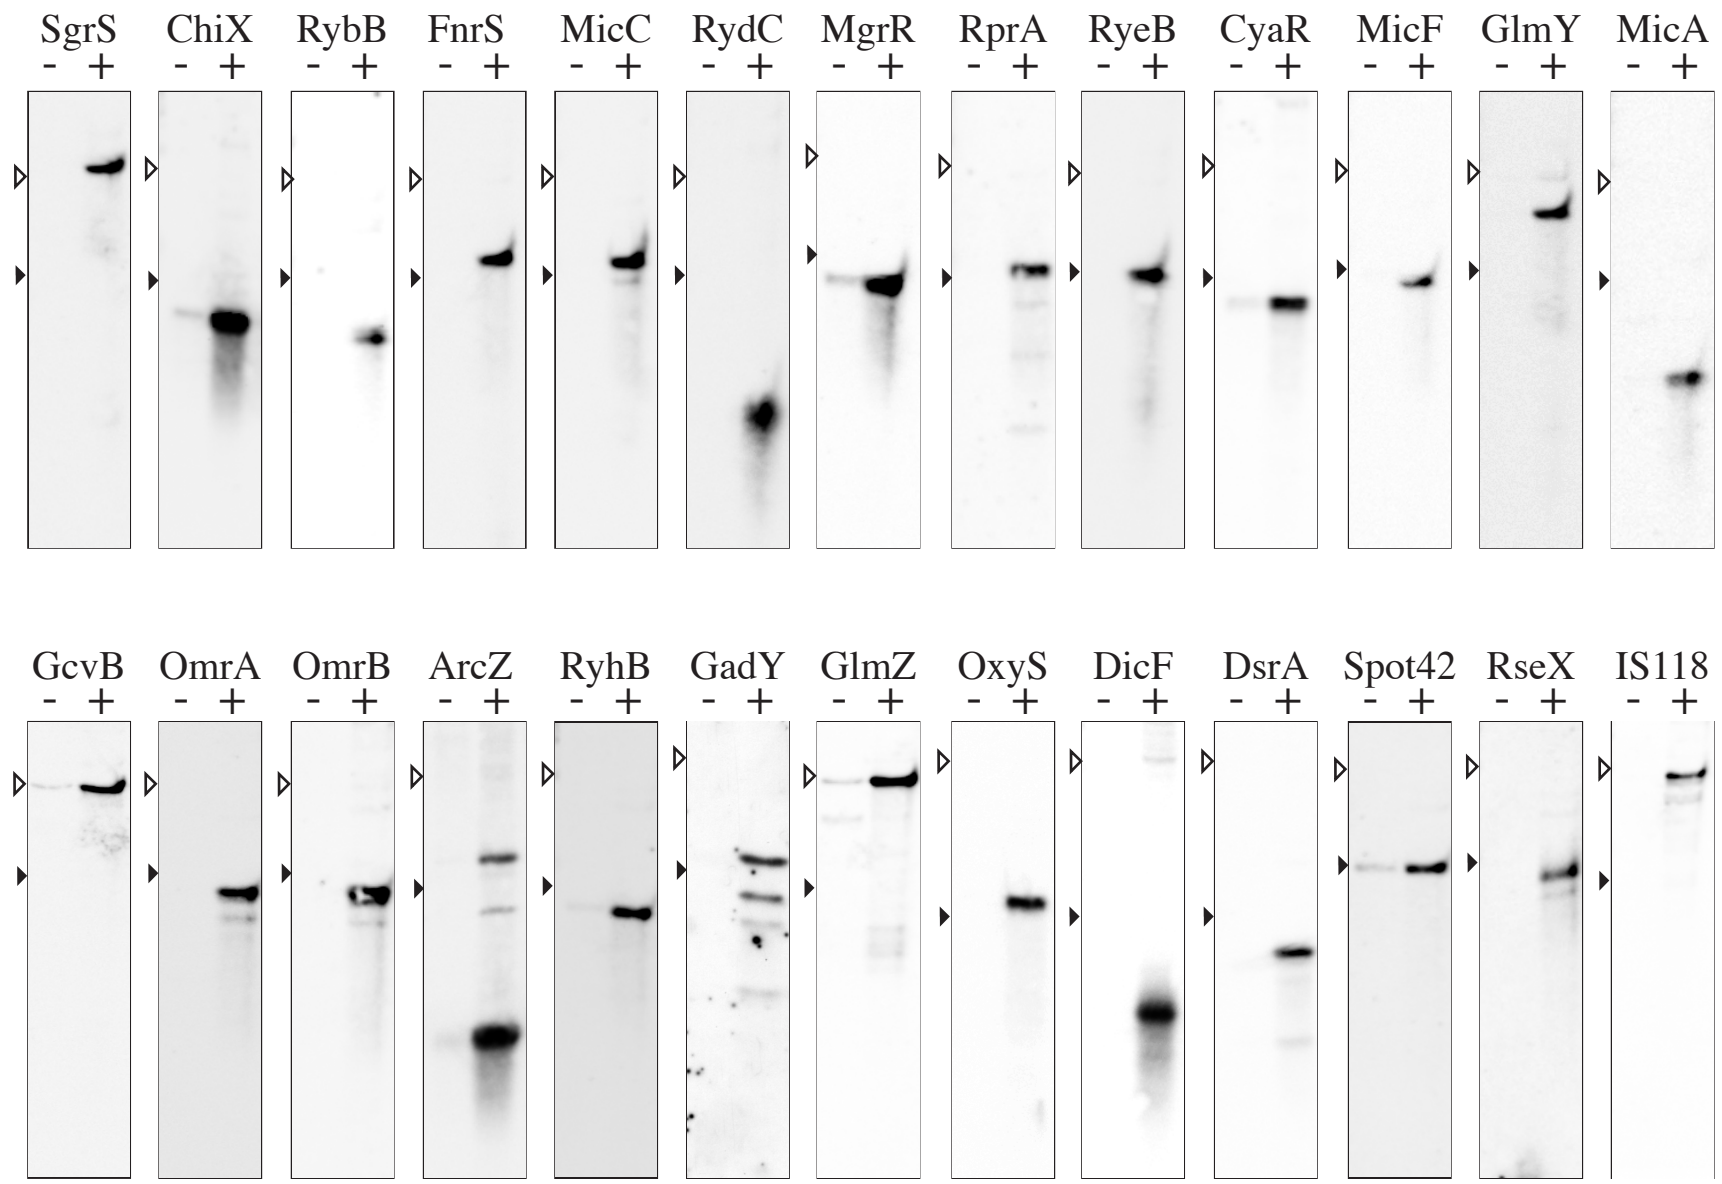 SgrS ChiX RybB FnrS MicC RydC MgrR RprA RyeB CyaR MicF GlmY MicA
- + - + - + - + - + - + - + - + - + - + - + - + - +
GcvB OmrA OmrB ArcZ RyhB GadY GlmZ OxyS DicF DsrA Spot42 RseX IS118
- + - + - + - + - + - + - + - + - + - + - + - + - +